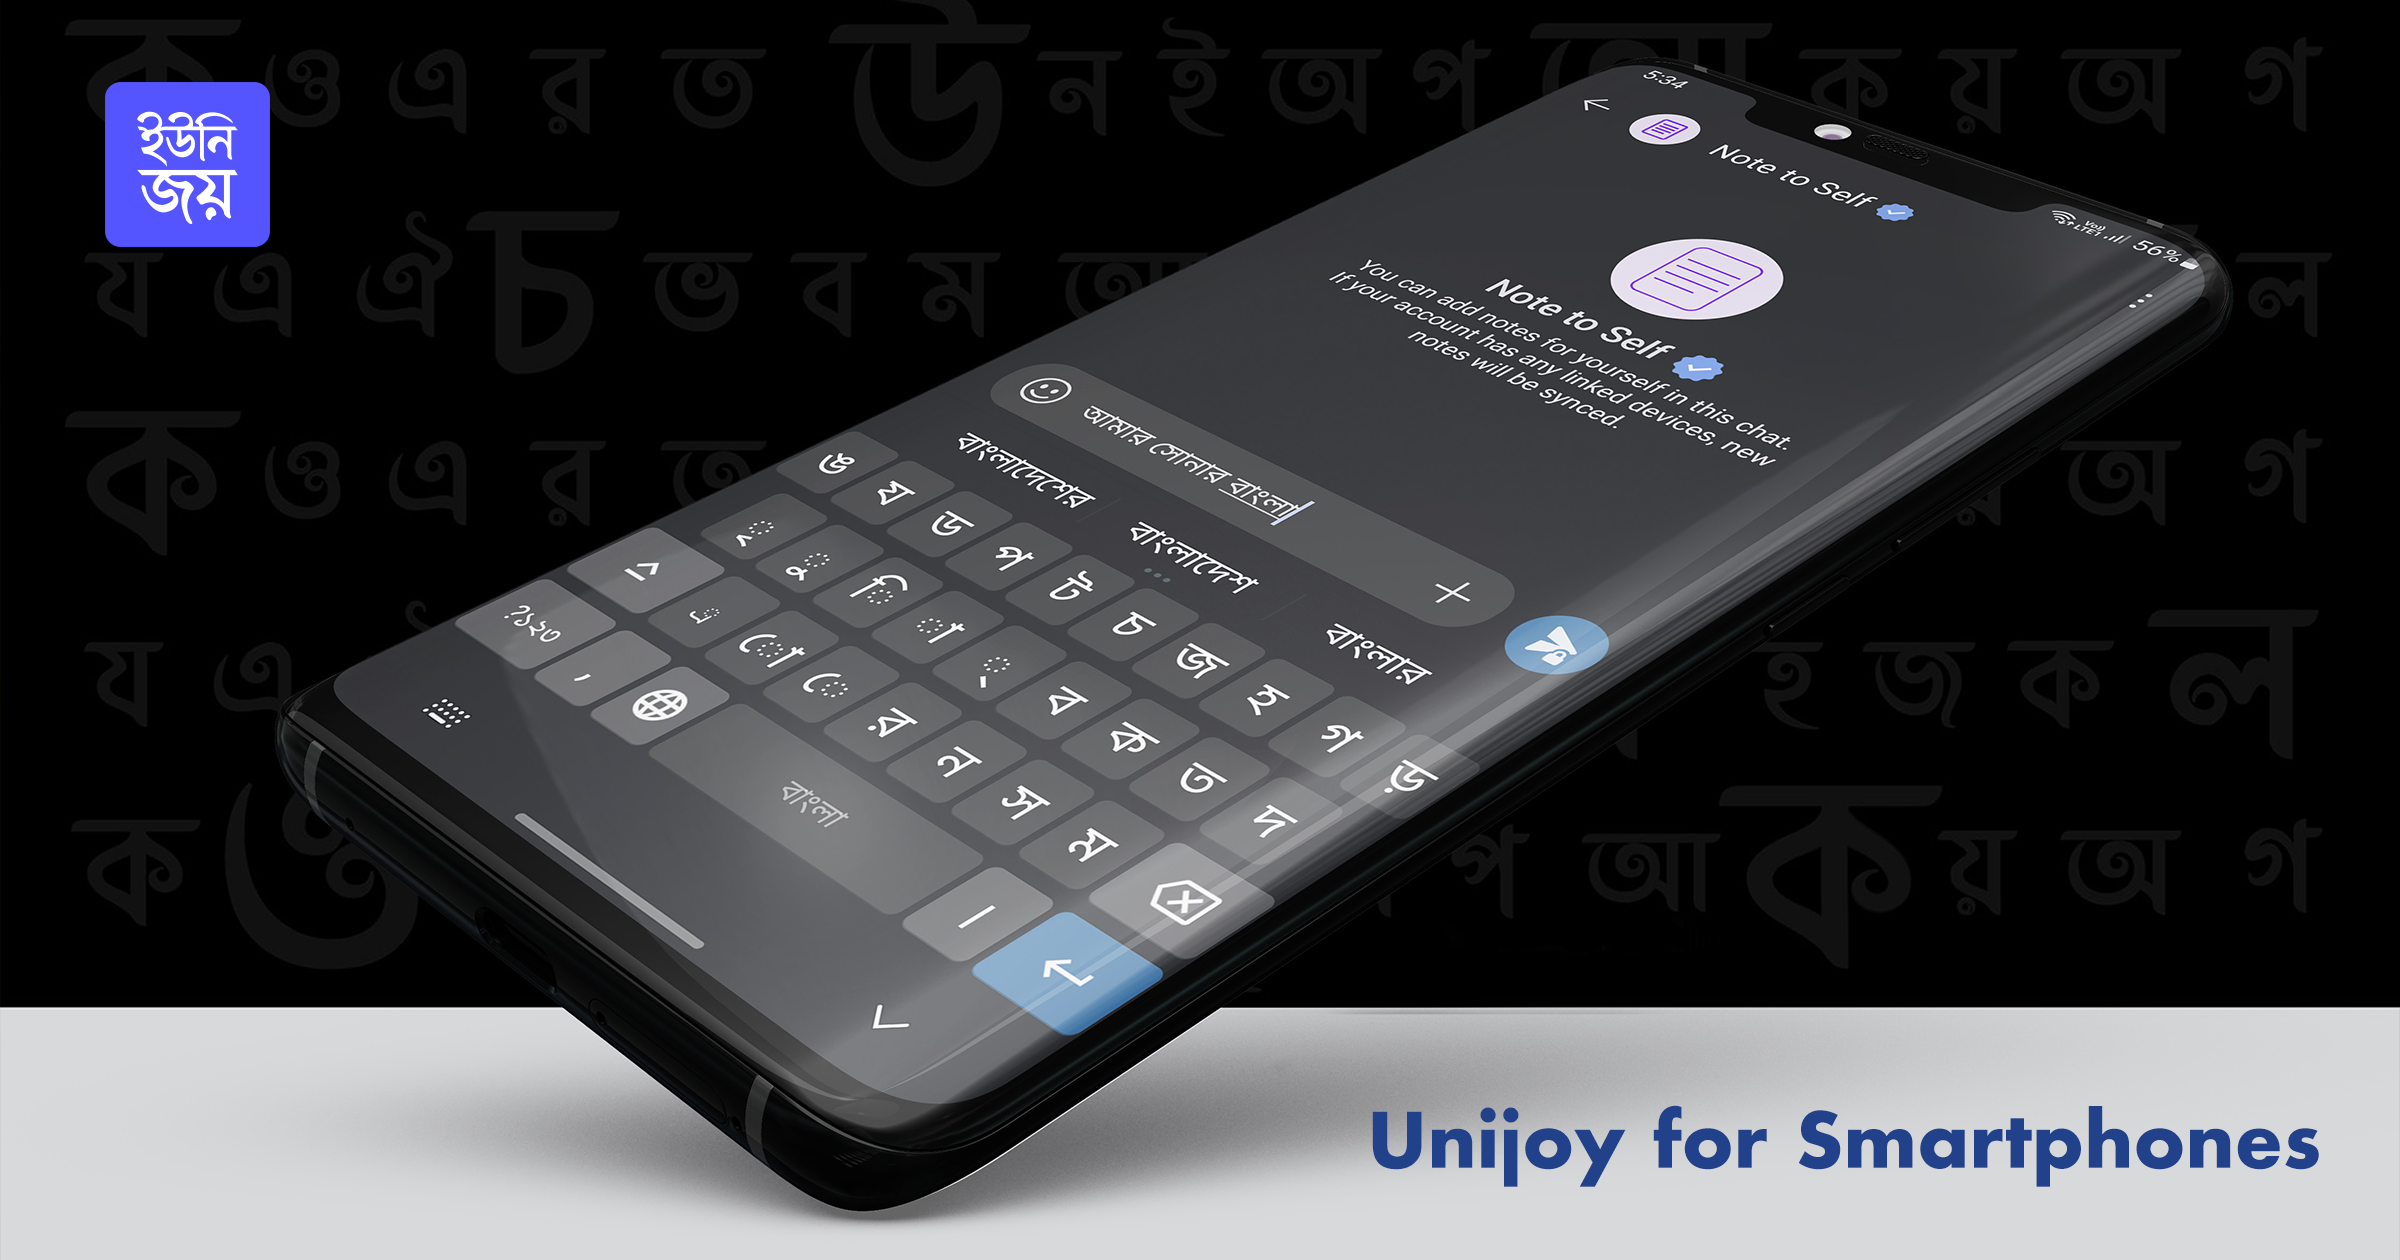 ক ও এ র ত উ ন ই অ প আ ক য় অ গ
ইউনি
জয়
য এ ঐ চ ভ ব ম আ ল
ক ও এ র ত অ গ
য এ হ জ ক ল
ক ও প আ ক য় অ গ
5:34
VoLTE1 56%
Note to Self
Note to Self
You can add notes for yourself in this chat.
If your account has any linked devices, new
notes will be synced.
আমার সোনার বাংলা
বাংলাদেশের বাংলাদেশ বাংলার
ঙ য ড প ট চ জ হ গ ড়
ৃ ু ি া ্ ব ক ত দ
ো ে র ন স ম
?১২৩ , বাংলা ।
Unijoy for Smartphones